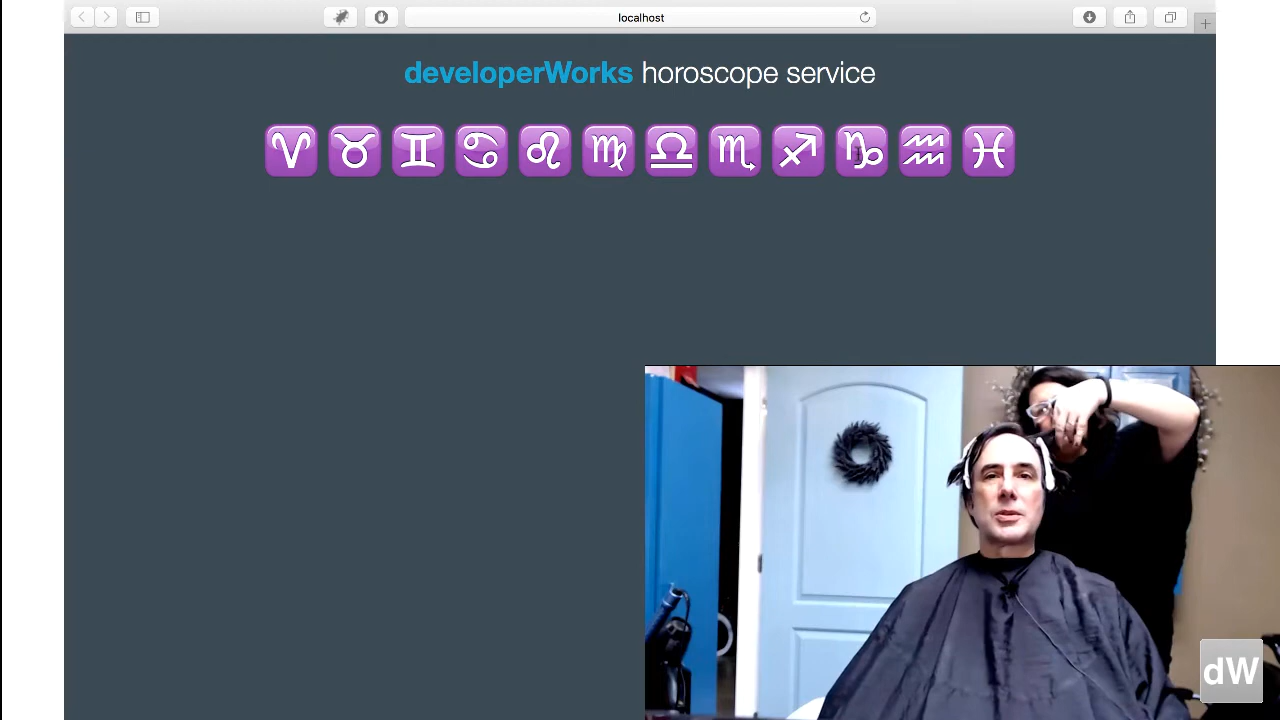 localhost
developerWorks horoscope service
♈♉♊♋♌♍♎♏♐♑♒♓
dW